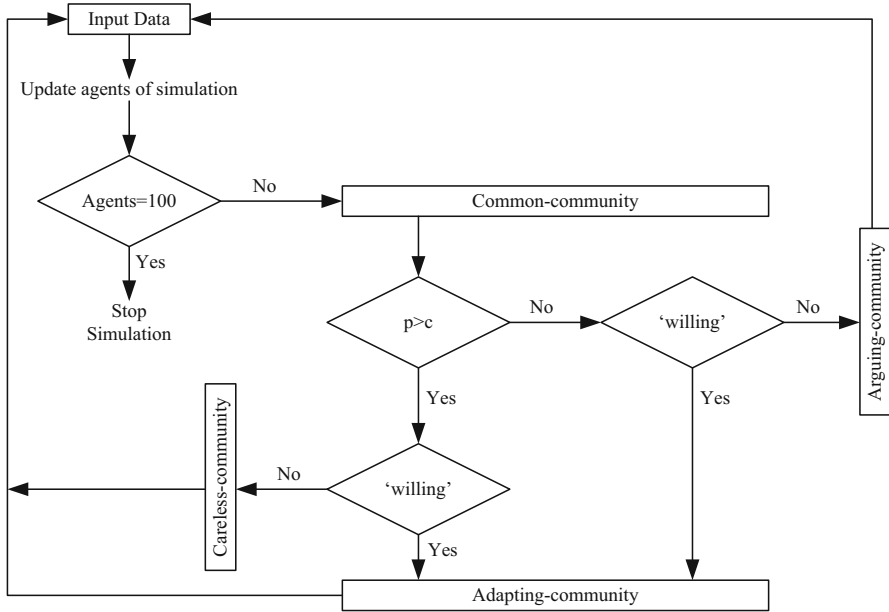 Input Data
Update agents of simulation
Agents=100
No
Common-community
Yes
Stop
Simulation
p>c
No
‘willing’
No
Arguing-community
Yes
Yes
Careless-community
No
‘willing’
Yes
Adapting-community